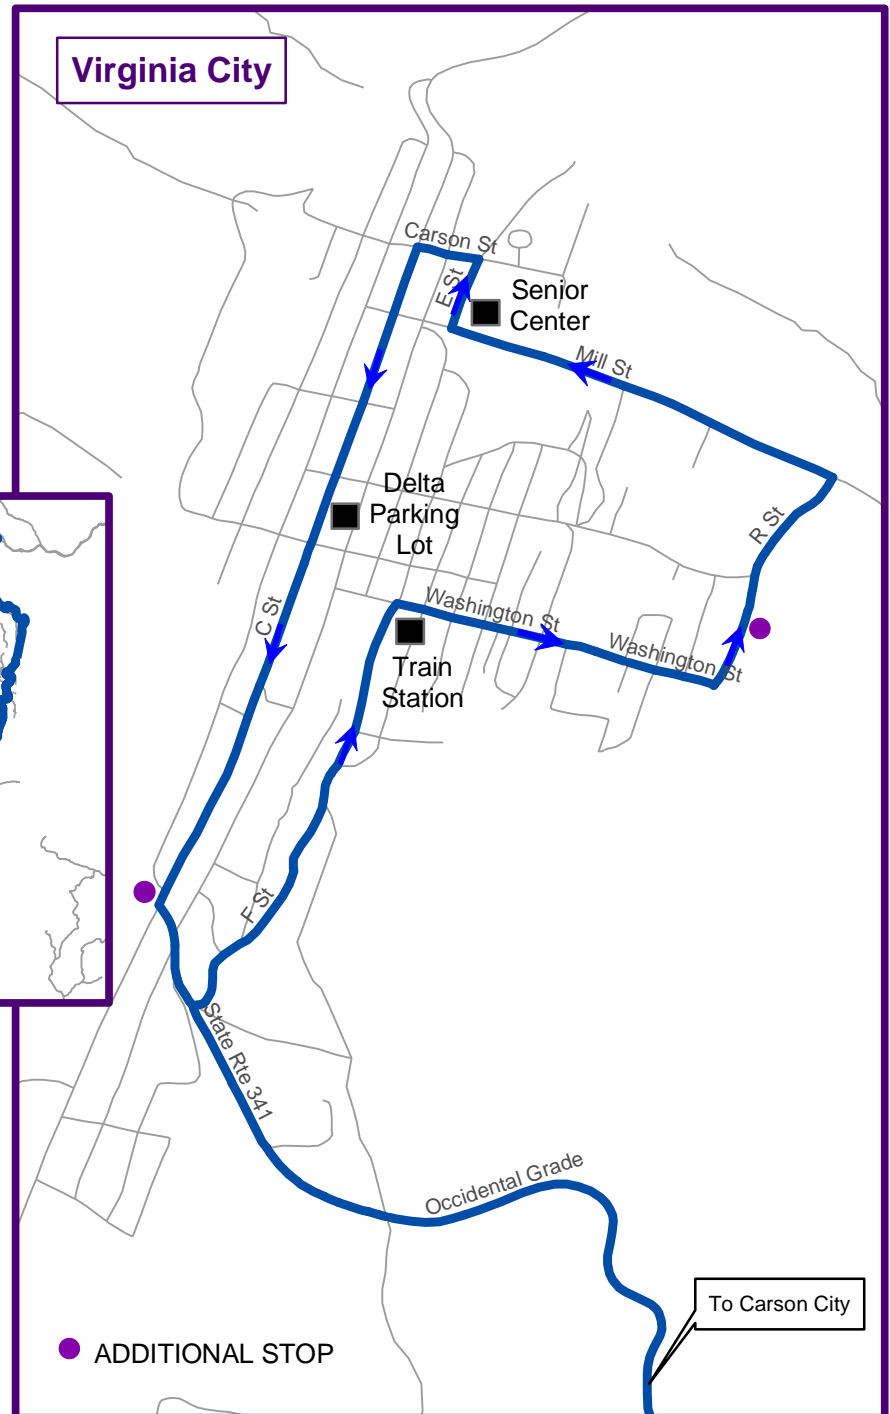 Virginia City
Carson St
E St
Senior
Center
Mill St
Delta
Parking
Lot
R St
C St
Washington St
Washington St
Train
Station
F St
State Rte 341
Occidental Grade
To Carson City
ADDITIONAL STOP